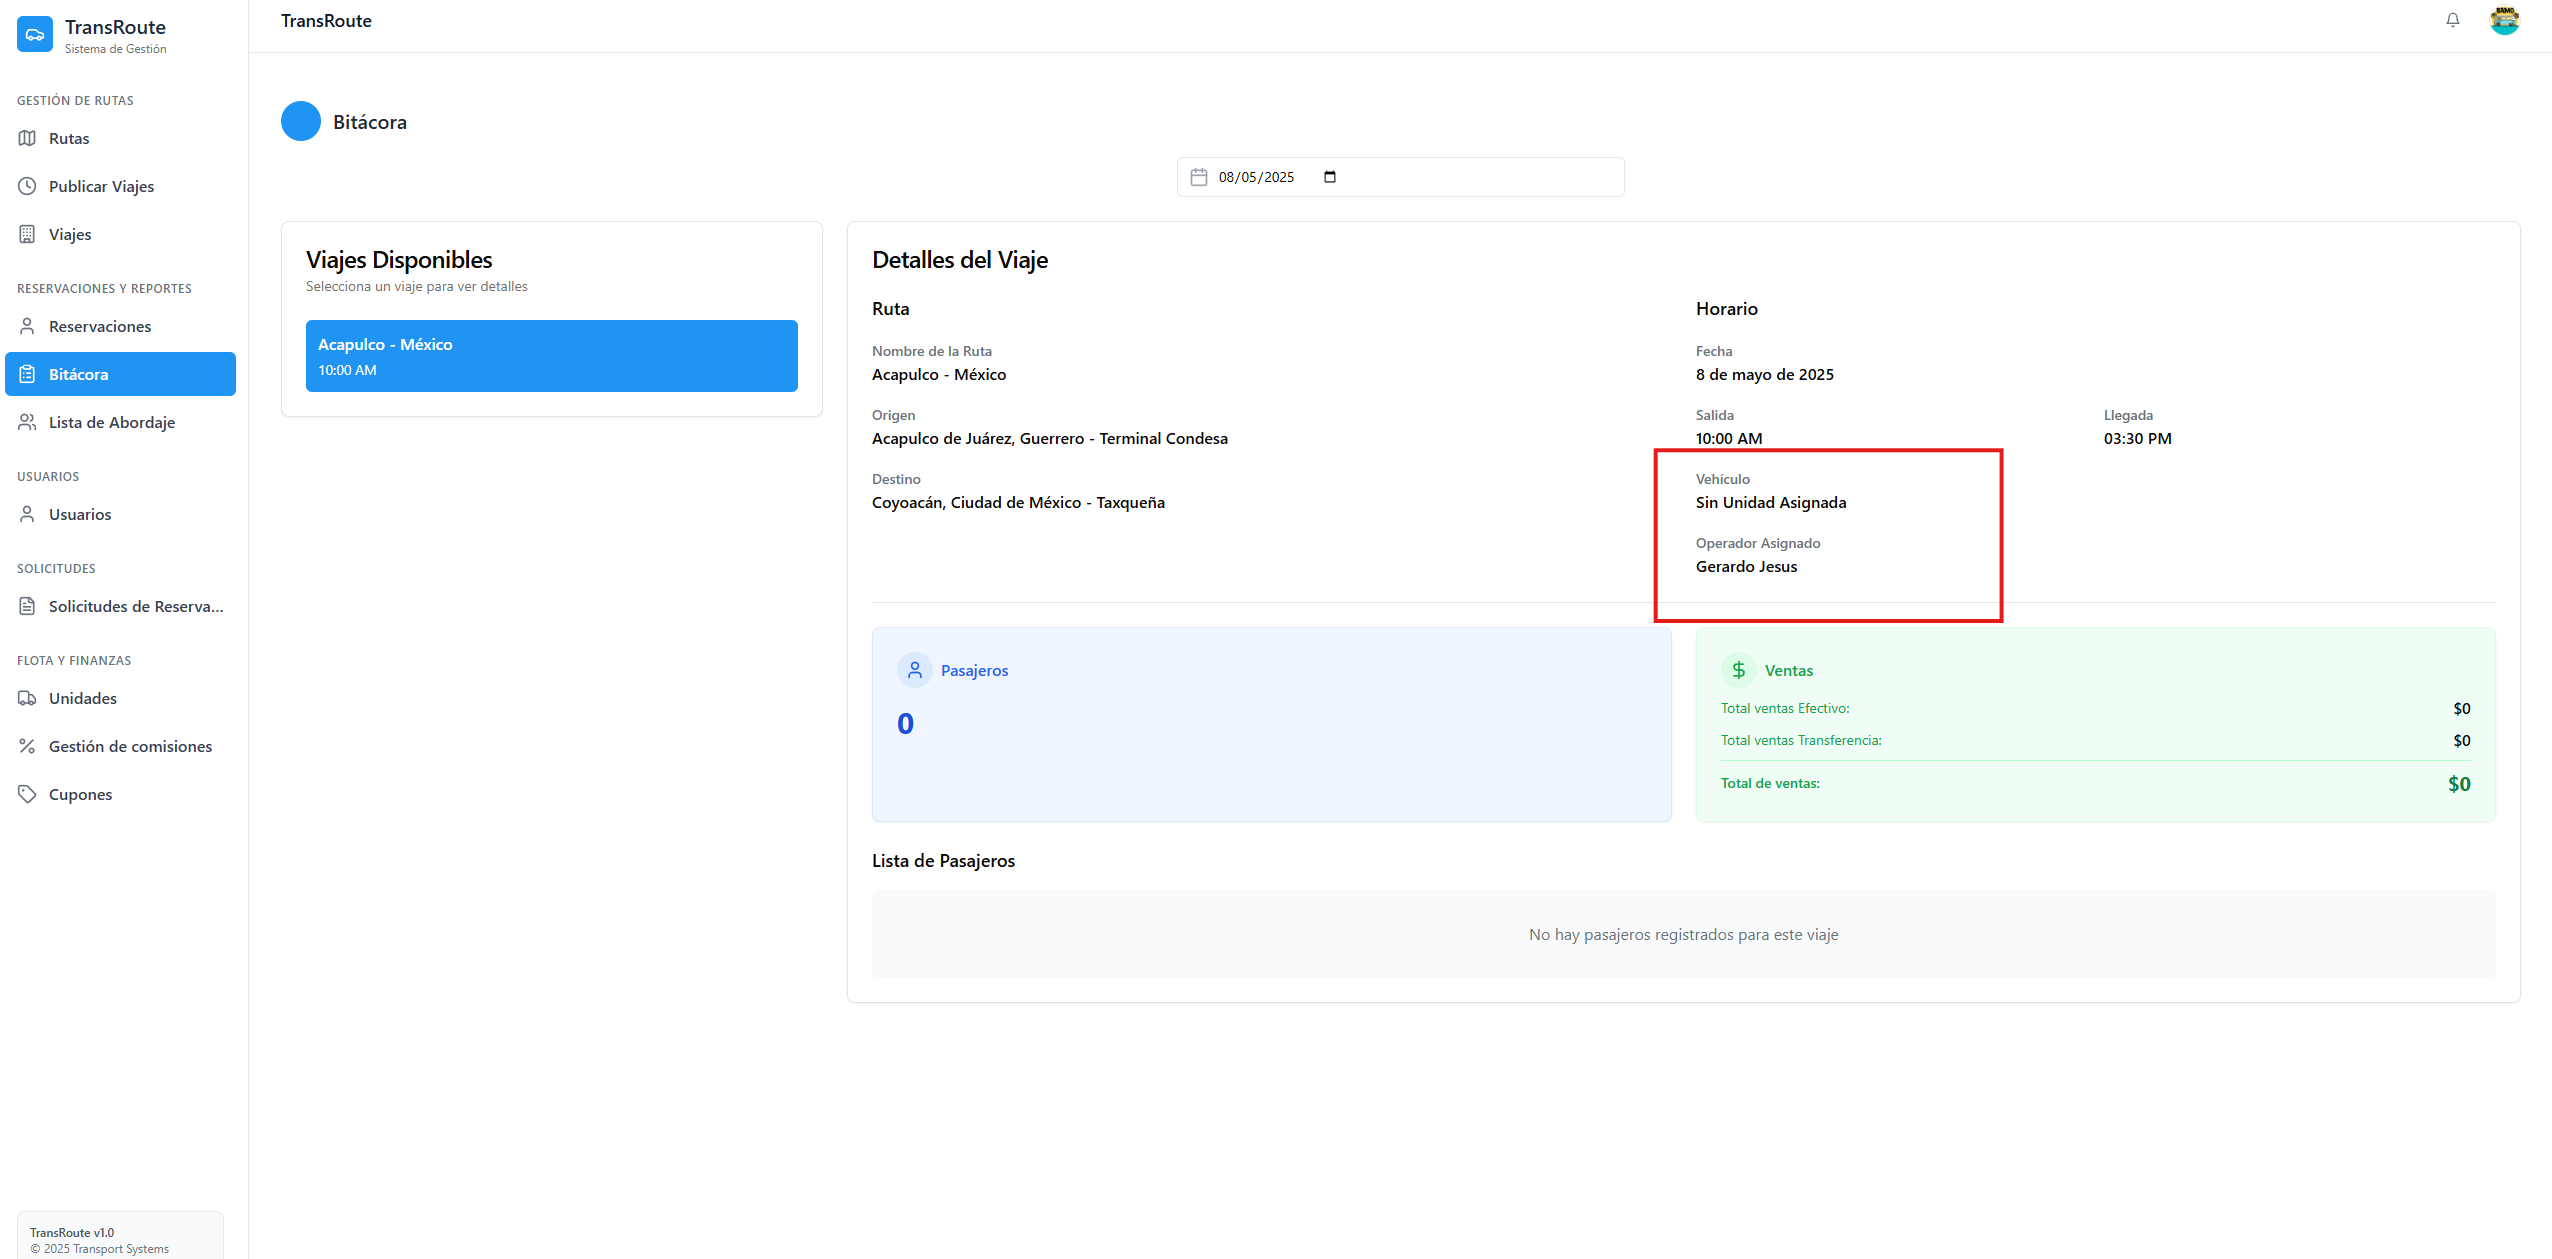 TransRoute
Sistema de Gestión
GESTIÓN DE RUTAS
Rutas
Publicar Viajes
Viajes
RESERVACIONES Y REPORTES
Reservaciones
Bitácora
Lista de Abordaje
USUARIOS
Usuarios
SOLICITUDES
Solicitudes de Reserva...
FLOTA Y FINANZAS
Unidades
Gestión de comisiones
Cupones
TransRoute v1.0
© 2025 Transport Systems
TransRoute
Bitácora
08/05/2025
Viajes Disponibles
Selecciona un viaje para ver detalles
Acapulco - México
10:00 AM
Detalles del Viaje
Ruta
Nombre de la Ruta
Acapulco - México
Origen
Acapulco de Juárez, Guerrero - Terminal Condesa
Destino
Coyoacán, Ciudad de México - Taxqueña
Horario
Fecha
8 de mayo de 2025
Salida
10:00 AM
Llegada
03:30 PM
Vehículo
Sin Unidad Asignada
Operador Asignado
Gerardo Jesus
Pasajeros
0
Ventas
Total ventas Efectivo: $0
Total ventas Transferencia: $0
Total de ventas: $0
Lista de Pasajeros
No hay pasajeros registrados para este viaje